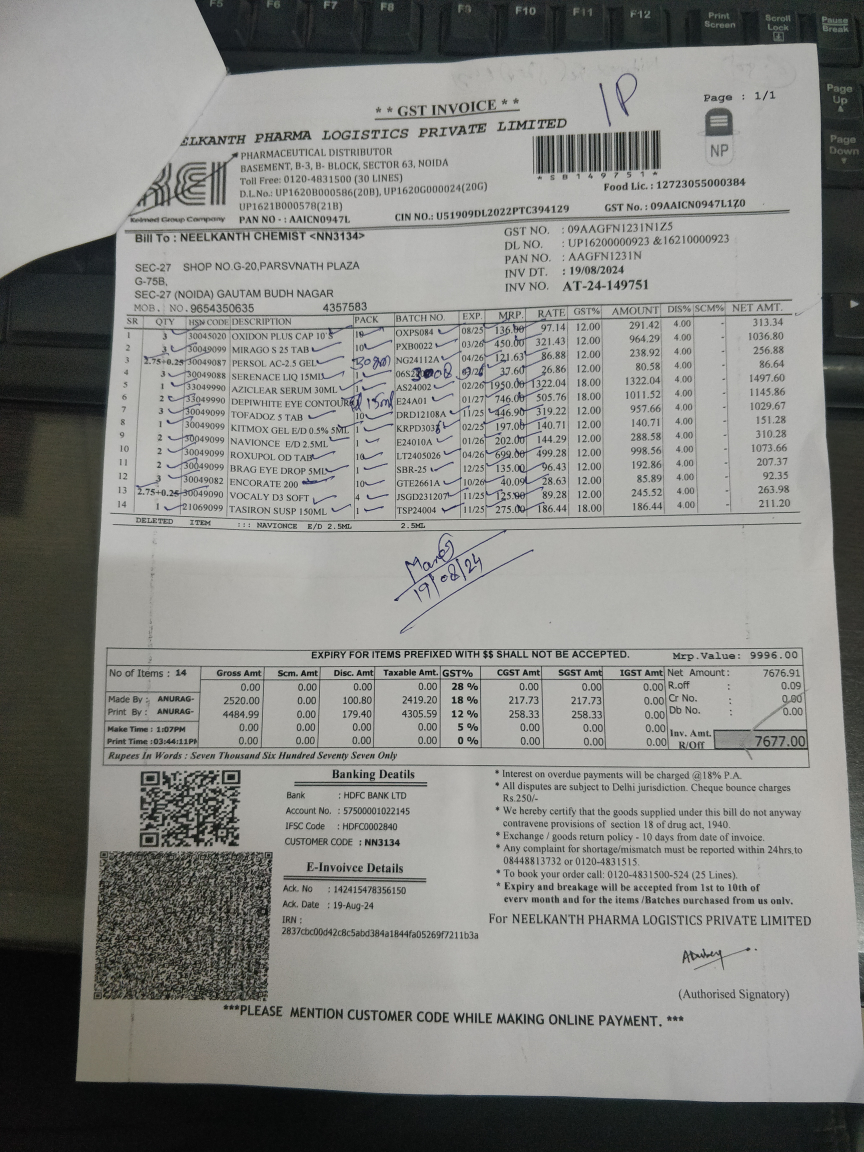 F5 F6 F7 F8 F9 F10 F11 F12 Print Screen Scroll Lock Pause Break
Page Up
Page Down
* * GST INVOICE * *
IP
Page : 1/1
ELKANTH PHARMA LOGISTICS PRIVATE LIMITED
PHARMACEUTICAL DISTRIBUTOR
BASEMENT, B-3, B- BLOCK, SECTOR 63, NOIDA
Toll Free: 0120-4831500 (30 LINES)
D.L.No.: UP1620B000586(20B), UP1620G000024(20G)
UP1621B000578(21B)
PAN NO - : AAICN0947L
CIN NO.: U51909DL2022PTC394129
KEI
Keimed Group Company
*SB149751*
NP
Food Lic. : 12723055000384
GST No. : 09AAICN0947L1Z0
Bill To : NEELKANTH CHEMIST <NN3134>
SEC-27 SHOP NO.G-20,PARSVNATH PLAZA
G-75B,
SEC-27 (NOIDA) GAUTAM BUDH NAGAR
MOB. NO. 9654350635 4357583
GST NO. : 09AAGFN1231N1Z5
DL NO. : UP16200000923 &16210000923
PAN NO. : AAGFN1231N
INV DT. : 19/08/2024
INV NO. AT-24-149751
SR QTY HSN CODE DESCRIPTION PACK BATCH NO. EXP. MRP. RATE GST% AMOUNT DIS% SCM% NET AMT.
1 3 30045020 OXIDON PLUS CAP 10'S 10 OXPS084 08/25 136.00 97.14 12.00 291.42 4.00 - 313.34
2 3 30049099 MIRAGO S 25 TAB 10 PXB0022 03/26 450.00 321.43 12.00 964.29 4.00 - 1036.80
3 2.75+0.25 30049087 PERSOL AC-2.5 GEL 30gm NG24112A 04/26 121.63 86.88 12.00 238.92 4.00 - 256.88
4 3 30049088 SERENACE LIQ 15ML 1 37.60 26.86 12.00 80.58 4.00 - 86.64
5 1 33049990 AZICLEAR SERUM 30ML 1 AS24002 02/26 1950.00 1322.04 18.00 1322.04 4.00 - 1497.60
6 2 33049990 DEPIWHITE EYE CONTOUR 15ml E24A01 01/27 746.00 505.76 18.00 1011.52 4.00 - 1145.86
7 3 30049099 TOFADOZ 5 TAB 10 DRD12108A 11/25 446.90 319.22 12.00 957.66 4.00 - 1029.67
8 1 30049099 KITMOX GEL E/D 0.5% 5ML 1 02/25 197.00 140.71 12.00 140.71 4.00 - 151.28
9 2 30049099 NAVIONCE E/D 2.5ML 1 E24010A 01/26 202.00 144.29 12.00 288.58 4.00 - 310.28
10 2 30049099 ROXUPOL OD TAB 10 LT2405026 04/26 699.00 499.28 12.00 998.56 4.00 - 1073.66
11 2 30049099 BRAG EYE DROP 5ML 1 SBR-25 12/25 135.00 96.43 12.00 192.86 4.00 - 207.37
12 3 30049082 ENCORATE 200 10 GTE2661A 10/26 40.09 28.63 12.00 85.89 4.00 - 92.35
13 2.75+0.25 30049090 VOCALY D3 SOFT 4 JSGD231207 11/25 125.00 89.28 12.00 245.52 4.00 - 263.98
14 1 21069099 TASIRON SUSP 150ML 1 TSP24004 11/25 275.00 186.44 18.00 186.44 4.00 - 211.20
DELETED ITEM ::: NAVIONCE E/D 2.5ML 2.5ML
19/08/24
EXPIRY FOR ITEMS PREFIXED WITH $$ SHALL NOT BE ACCEPTED. Mrp.Value: 9996.00
No of Items : 14 Gross Amt Scm. Amt Disc. Amt Taxable Amt. GST% CGST Amt SGST Amt IGST Amt Net Amount: 7676.91
0.00 0.00 0.00 0.00 28 % 0.00 0.00 0.00 R.off : 0.09
Made By : ANURAG- 2520.00 0.00 100.80 2419.20 18 % 217.73 217.73 0.00 Cr No. : 0.00
Print By : ANURAG- 4484.99 0.00 179.40 4305.59 12 % 258.33 258.33 0.00 Db No. : 0.00
Make Time : 1:07PM 0.00 0.00 0.00 0.00 5 % 0.00 0.00 0.00
Print Time :03:44:11PM 0.00 0.00 0.00 0.00 0 % 0.00 0.00 0.00 Inv. Amt. R/Off 7677.00
Rupees In Words : Seven Thousand Six Hundred Seventy Seven Only
Banking Deatils
Bank : HDFC BANK LTD
Account No. : 57500001022145
IFSC Code : HDFC0002840
CUSTOMER CODE : NN3134
E-Invoivce Details
Ack. No : 142415478356150
Ack. Date : 19-Aug-24
IRN :
2837cbc00d42c8c5abd384a1844fa05269f7211b3a
* Interest on overdue payments will be charged @18% P.A.
* All disputes are subject to Delhi jurisdiction. Cheque bounce charges
Rs.250/-
* We hereby certify that the goods supplied under this bill do not anyway
contravene provisions of section 18 of drug act, 1940.
* Exchange / goods return policy - 10 days from date of invoice.
* Any complaint for shortage/mismatch must be reported within 24hrs,to
08448813732 or 0120-4831515.
* To book your order call: 0120-4831500-524 (25 Lines).
* Expiry and breakage will be accepted from 1st to 10th of
every month and for the items /Batches purchased from us only.
For NEELKANTH PHARMA LOGISTICS PRIVATE LIMITED
(Authorised Signatory)
***PLEASE MENTION CUSTOMER CODE WHILE MAKING ONLINE PAYMENT. ***